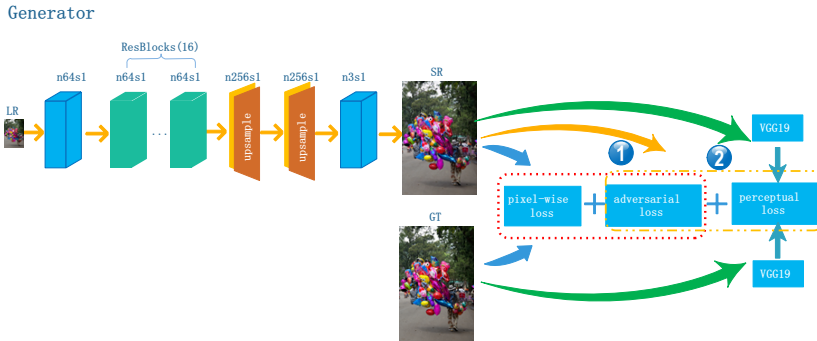 Generator
ResBlocks(16)
n64s1
n64s1
n64s1
n256s1
n256s1
n3s1
SR
LR
...
upsample
upsample
VGG19
1
2
pixel-wise
loss
+
adversarial
loss
+
perceptual
loss
GT
VGG19